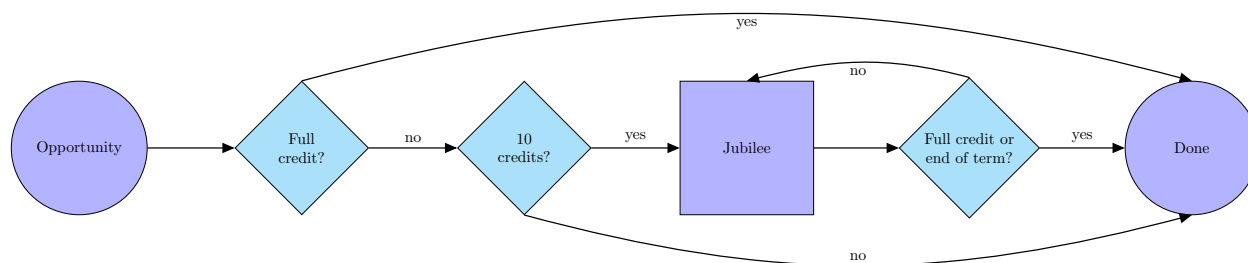 yes
no
Opportunity
Full
credit?
no
10
credits?
yes
Jubilee
Full credit or
end of term?
yes
Done
no